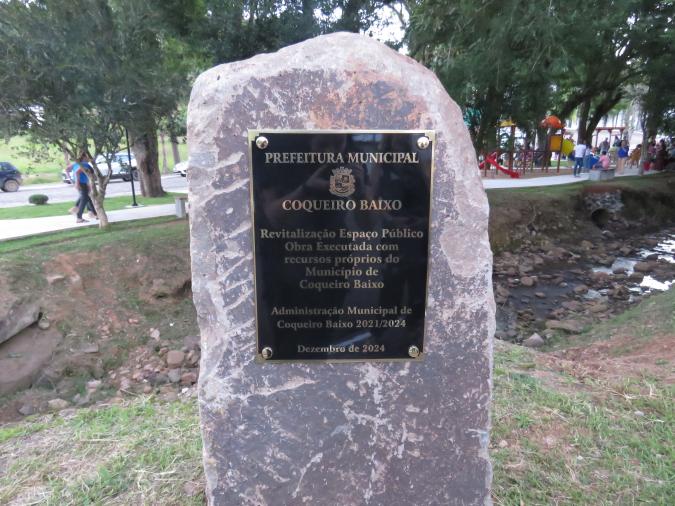 PREFEITURA MUNICIPAL
COQUEIRO BAIXO
Revitalização Espaço Público
Obra Executada com
recursos próprios do
Município de
Coqueiro Baixo
Administração Municipal de
Coqueiro Baixo 2021/2024
Dezembro de 2024